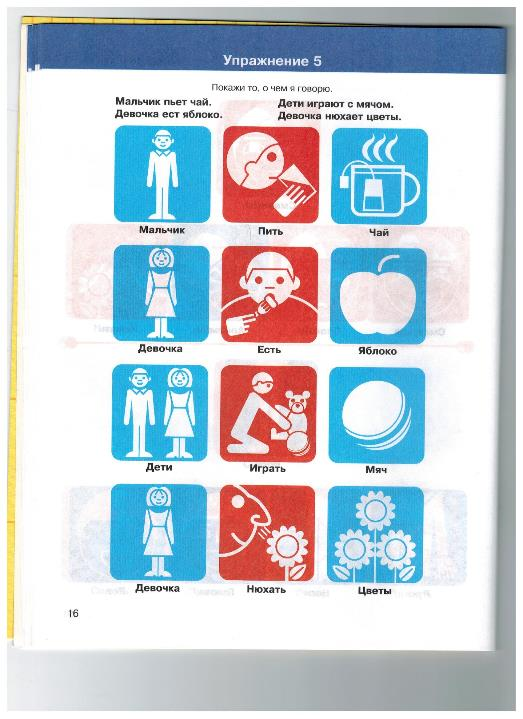 Упражнение 5
Покажи то, о чем я говорю.
Мальчик пьет чай.
Девочка ест яблоко.
Дети играют с мячом.
Девочка нюхает цветы.
Мальчик
Пить
Чай
Девочка
Есть
Яблоко
Дети
Играть
Мяч
Девочка
Нюхать
Цветы
16